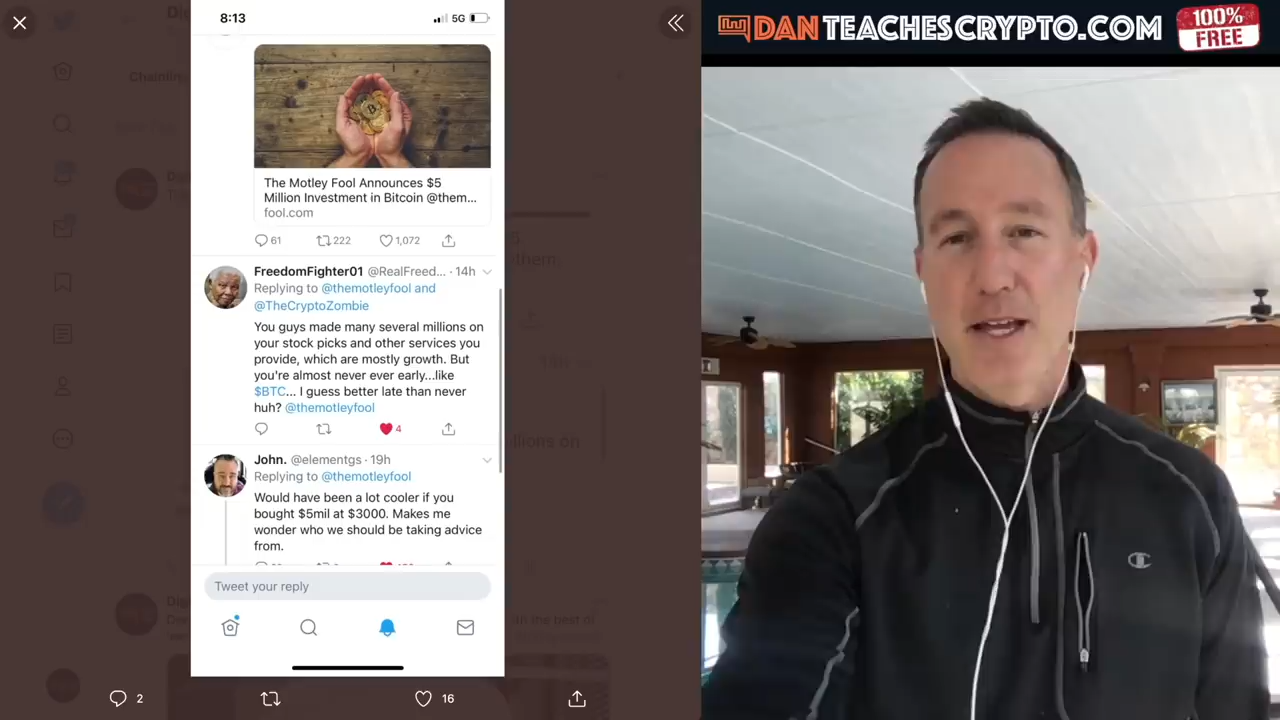 8:13
5G
The Motley Fool Announces $5
Million Investment in Bitcoin @them...
fool.com
61
222
1,072
FreedomFighter01 @RealFreed... · 14h
Replying to @themotleyfool and
@TheCryptoZombie
You guys made many several millions on
your stock picks and other services you
provide, which are mostly growth. But
you're almost never ever early...like
$BTC... I guess better late than never
huh? @themotleyfool
4
John. @elementgs · 19h
Replying to @themotleyfool
Would have been a lot cooler if you
bought $5mil at $3000. Makes me
wonder who we should be taking advice
from.
Tweet your reply
2
16
DANTEACHESCRYPTO.COM
100%
FREE